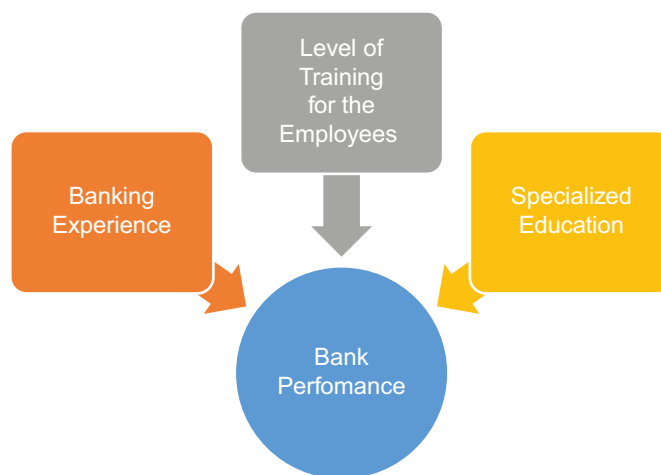 Level of
Training
for the
Employees
Banking
Experience
Specialized
Education
Bank
Perfomance